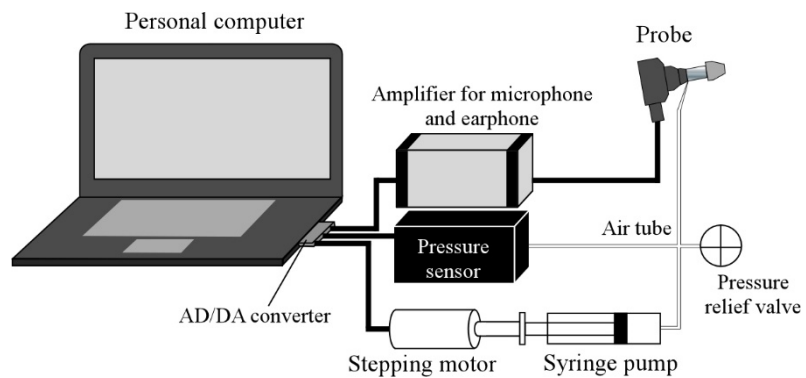 Personal computer
Probe
Amplifier for microphone
and earphone
Air tube
Pressure
sensor
Pressure
relief valve
AD/DA converter
Stepping motor
Syringe pump